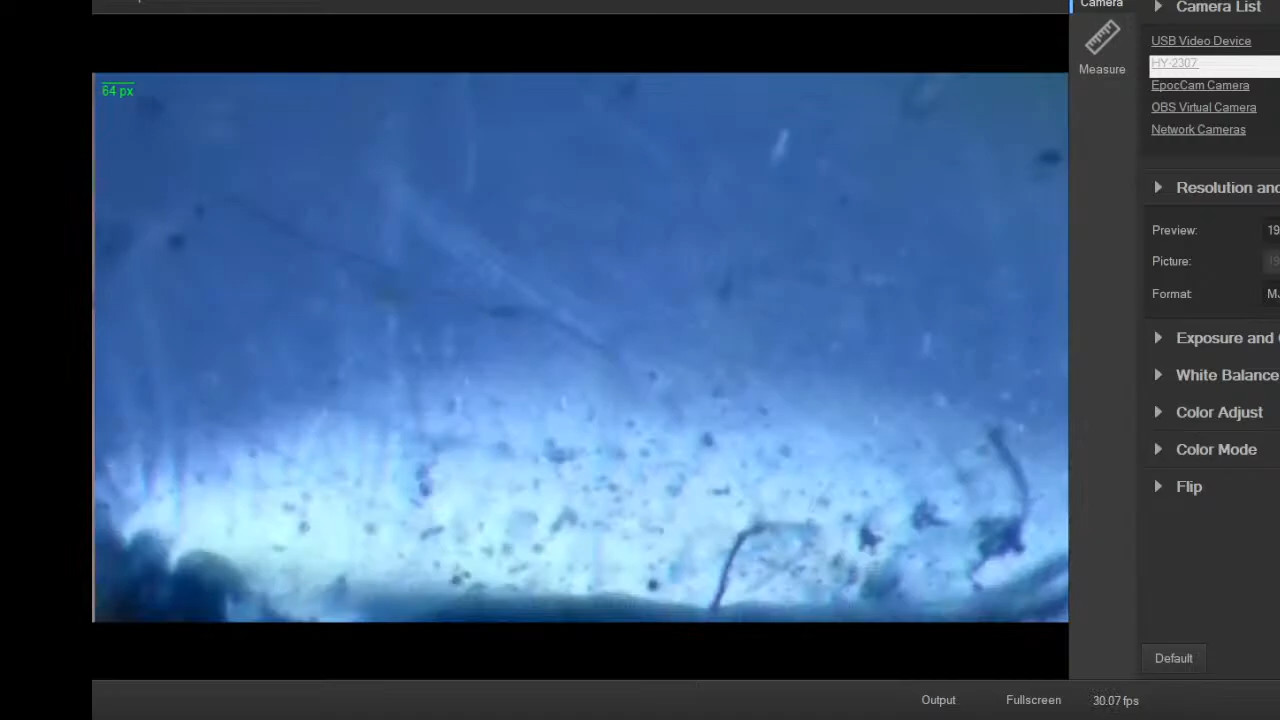 Camera
Camera List
Measure
USB Video Device
HY-2307
EpocCam Camera
OBS Virtual Camera
Network Cameras
64 px
Resolution and
Preview:
19
Picture:
Format:
Exposure and
White Balance
Color Adjust
Color Mode
Flip
Default
Output
Fullscreen
30.07 fps